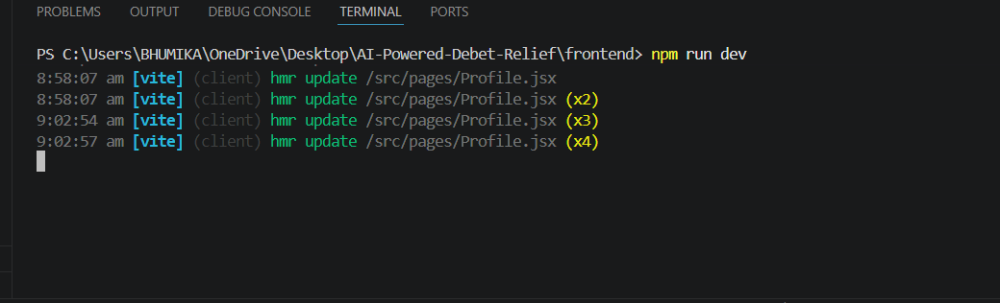 PROBLEMS OUTPUT DEBUG CONSOLE TERMINAL PORTS
PS C:\Users\BHUMIKA\OneDrive\Desktop\AI-Powered-Debet-Relief\frontend> npm run dev
8:58:07 am [vite] (client) hmr update /src/pages/Profile.jsx
8:58:07 am [vite] (client) hmr update /src/pages/Profile.jsx (x2)
9:02:54 am [vite] (client) hmr update /src/pages/Profile.jsx (x3)
9:02:57 am [vite] (client) hmr update /src/pages/Profile.jsx (x4)